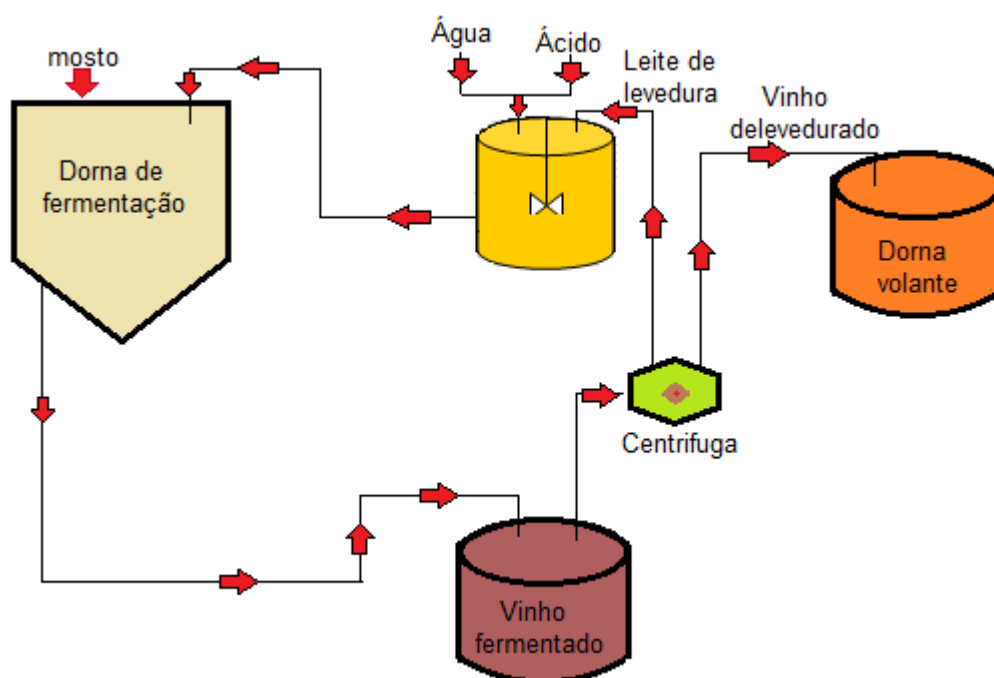 mosto
Dorna de
fermentação
Água
Ácido
Leite de
levedura
Vinho
delevedurado
Dorna
volante
Centrifuga
Vinho
fermentado